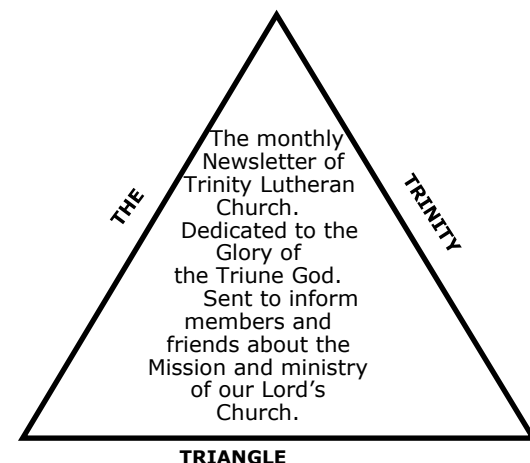 THE
TRINITY
The monthly
Newsletter of
Trinity Lutheran
Church.
Dedicated to the
Glory of
the Triune God.
Sent to inform
members and
friends about the
Mission and ministry
of our Lord’s
Church.
TRIANGLE